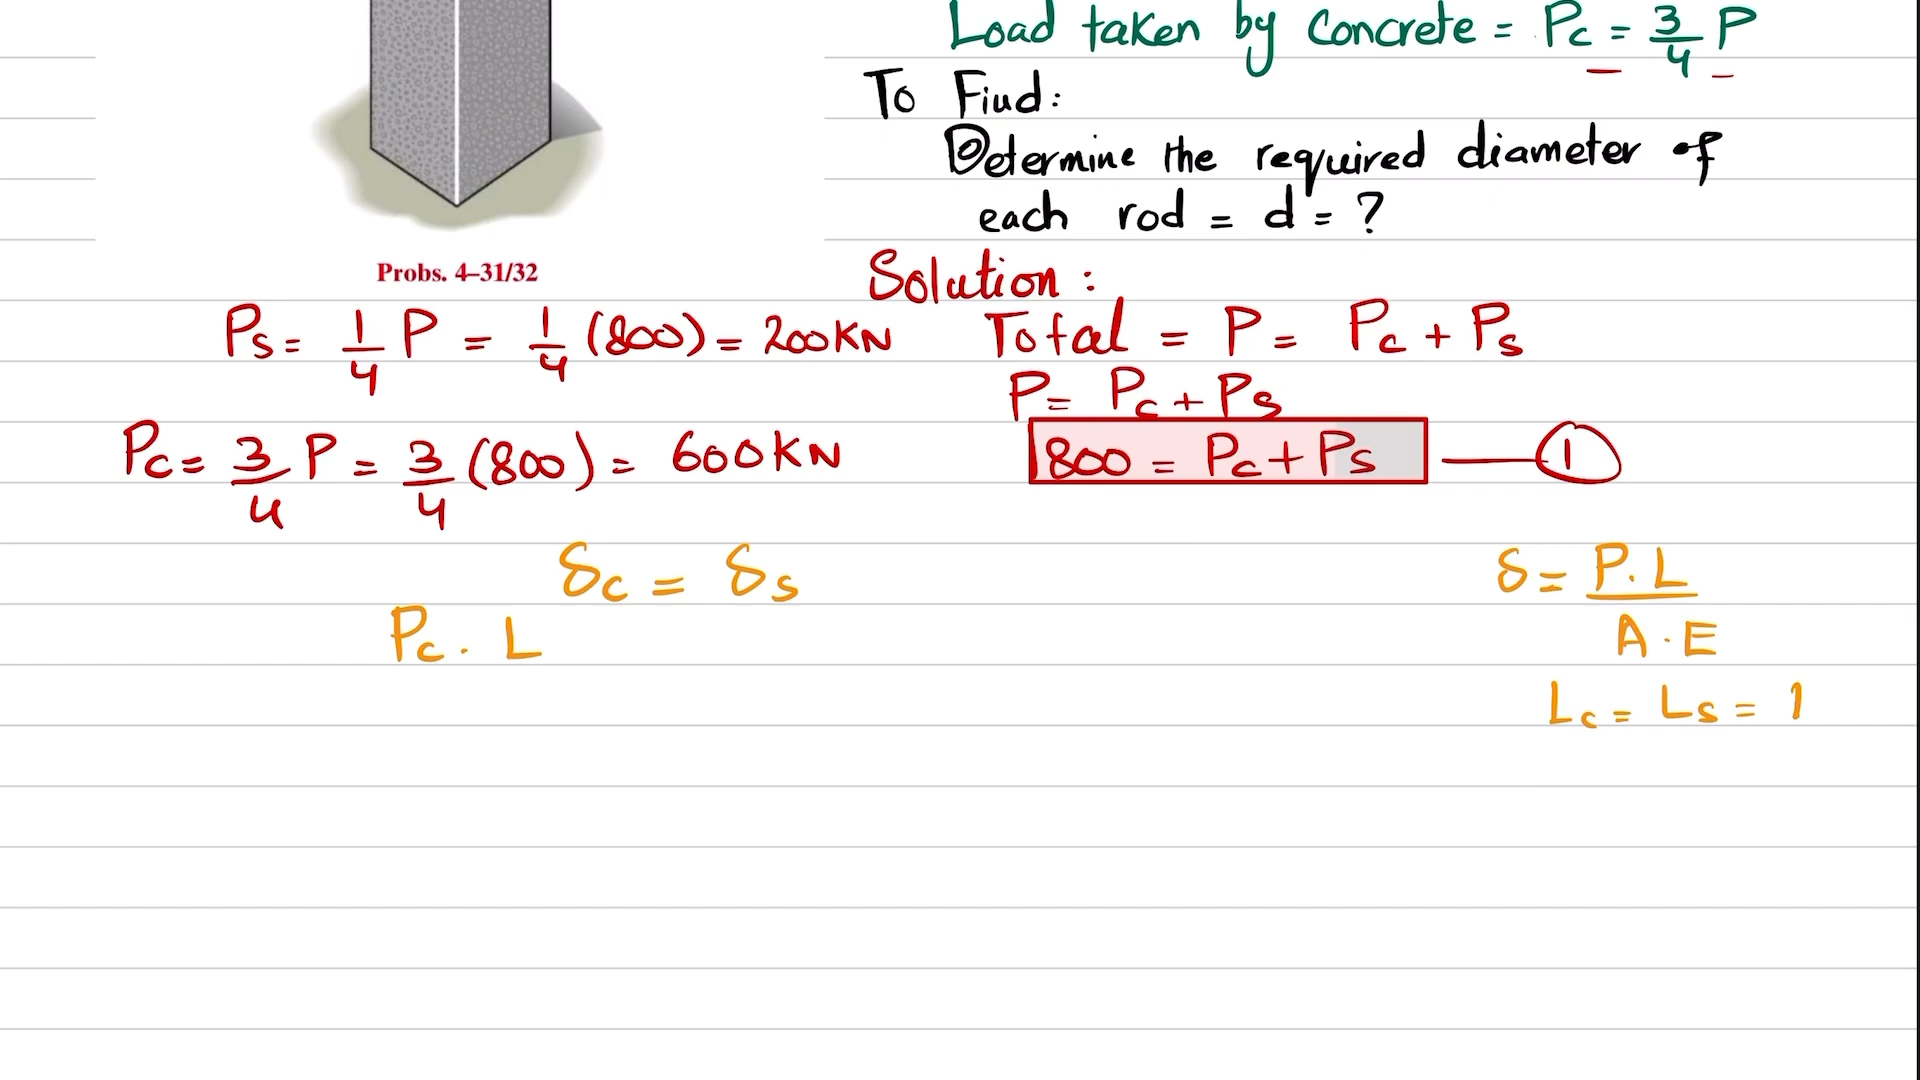 Load taken by Concrete = Pc = 3/4 P
To Find:
Determine the required diameter of
each rod = d = ?
Probs. 4–31/32
Solution :
Ps = 1/4 P = 1/4 (800) = 200KN
Total = P = Pc + Ps
P = Pc + Ps
Pc = 3/4 P = 3/4 (800) = 600KN
800 = Pc + Ps — 1
δc = δs
δ = P.L / A.E
Pc . L
Lc = Ls = 1